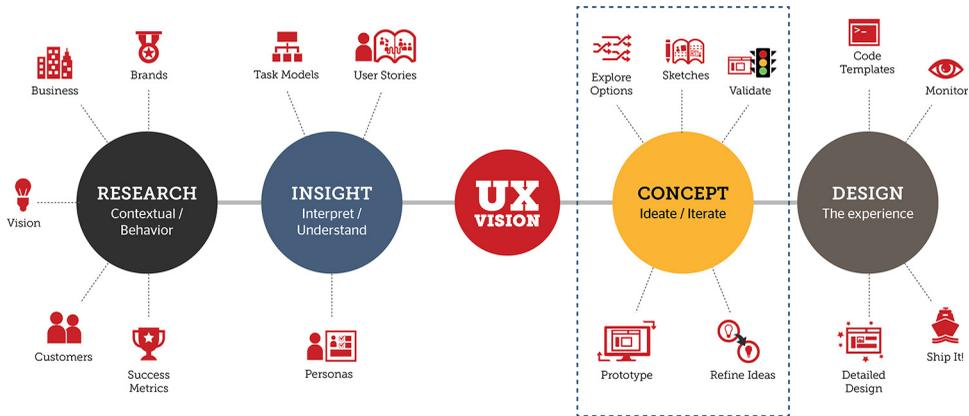 Business
Brands
Vision
RESEARCH
Contextual /
Behavior
Customers
Success
Metrics
Task Models
User Stories
INSIGHT
Interpret /
Understand
Personas
UX
VISION
Explore
Options
Sketches
Validate
CONCEPT
Ideate / Iterate
Prototype
Refine Ideas
Code
Templates
Monitor
DESIGN
The experience
Detailed
Design
Ship It!